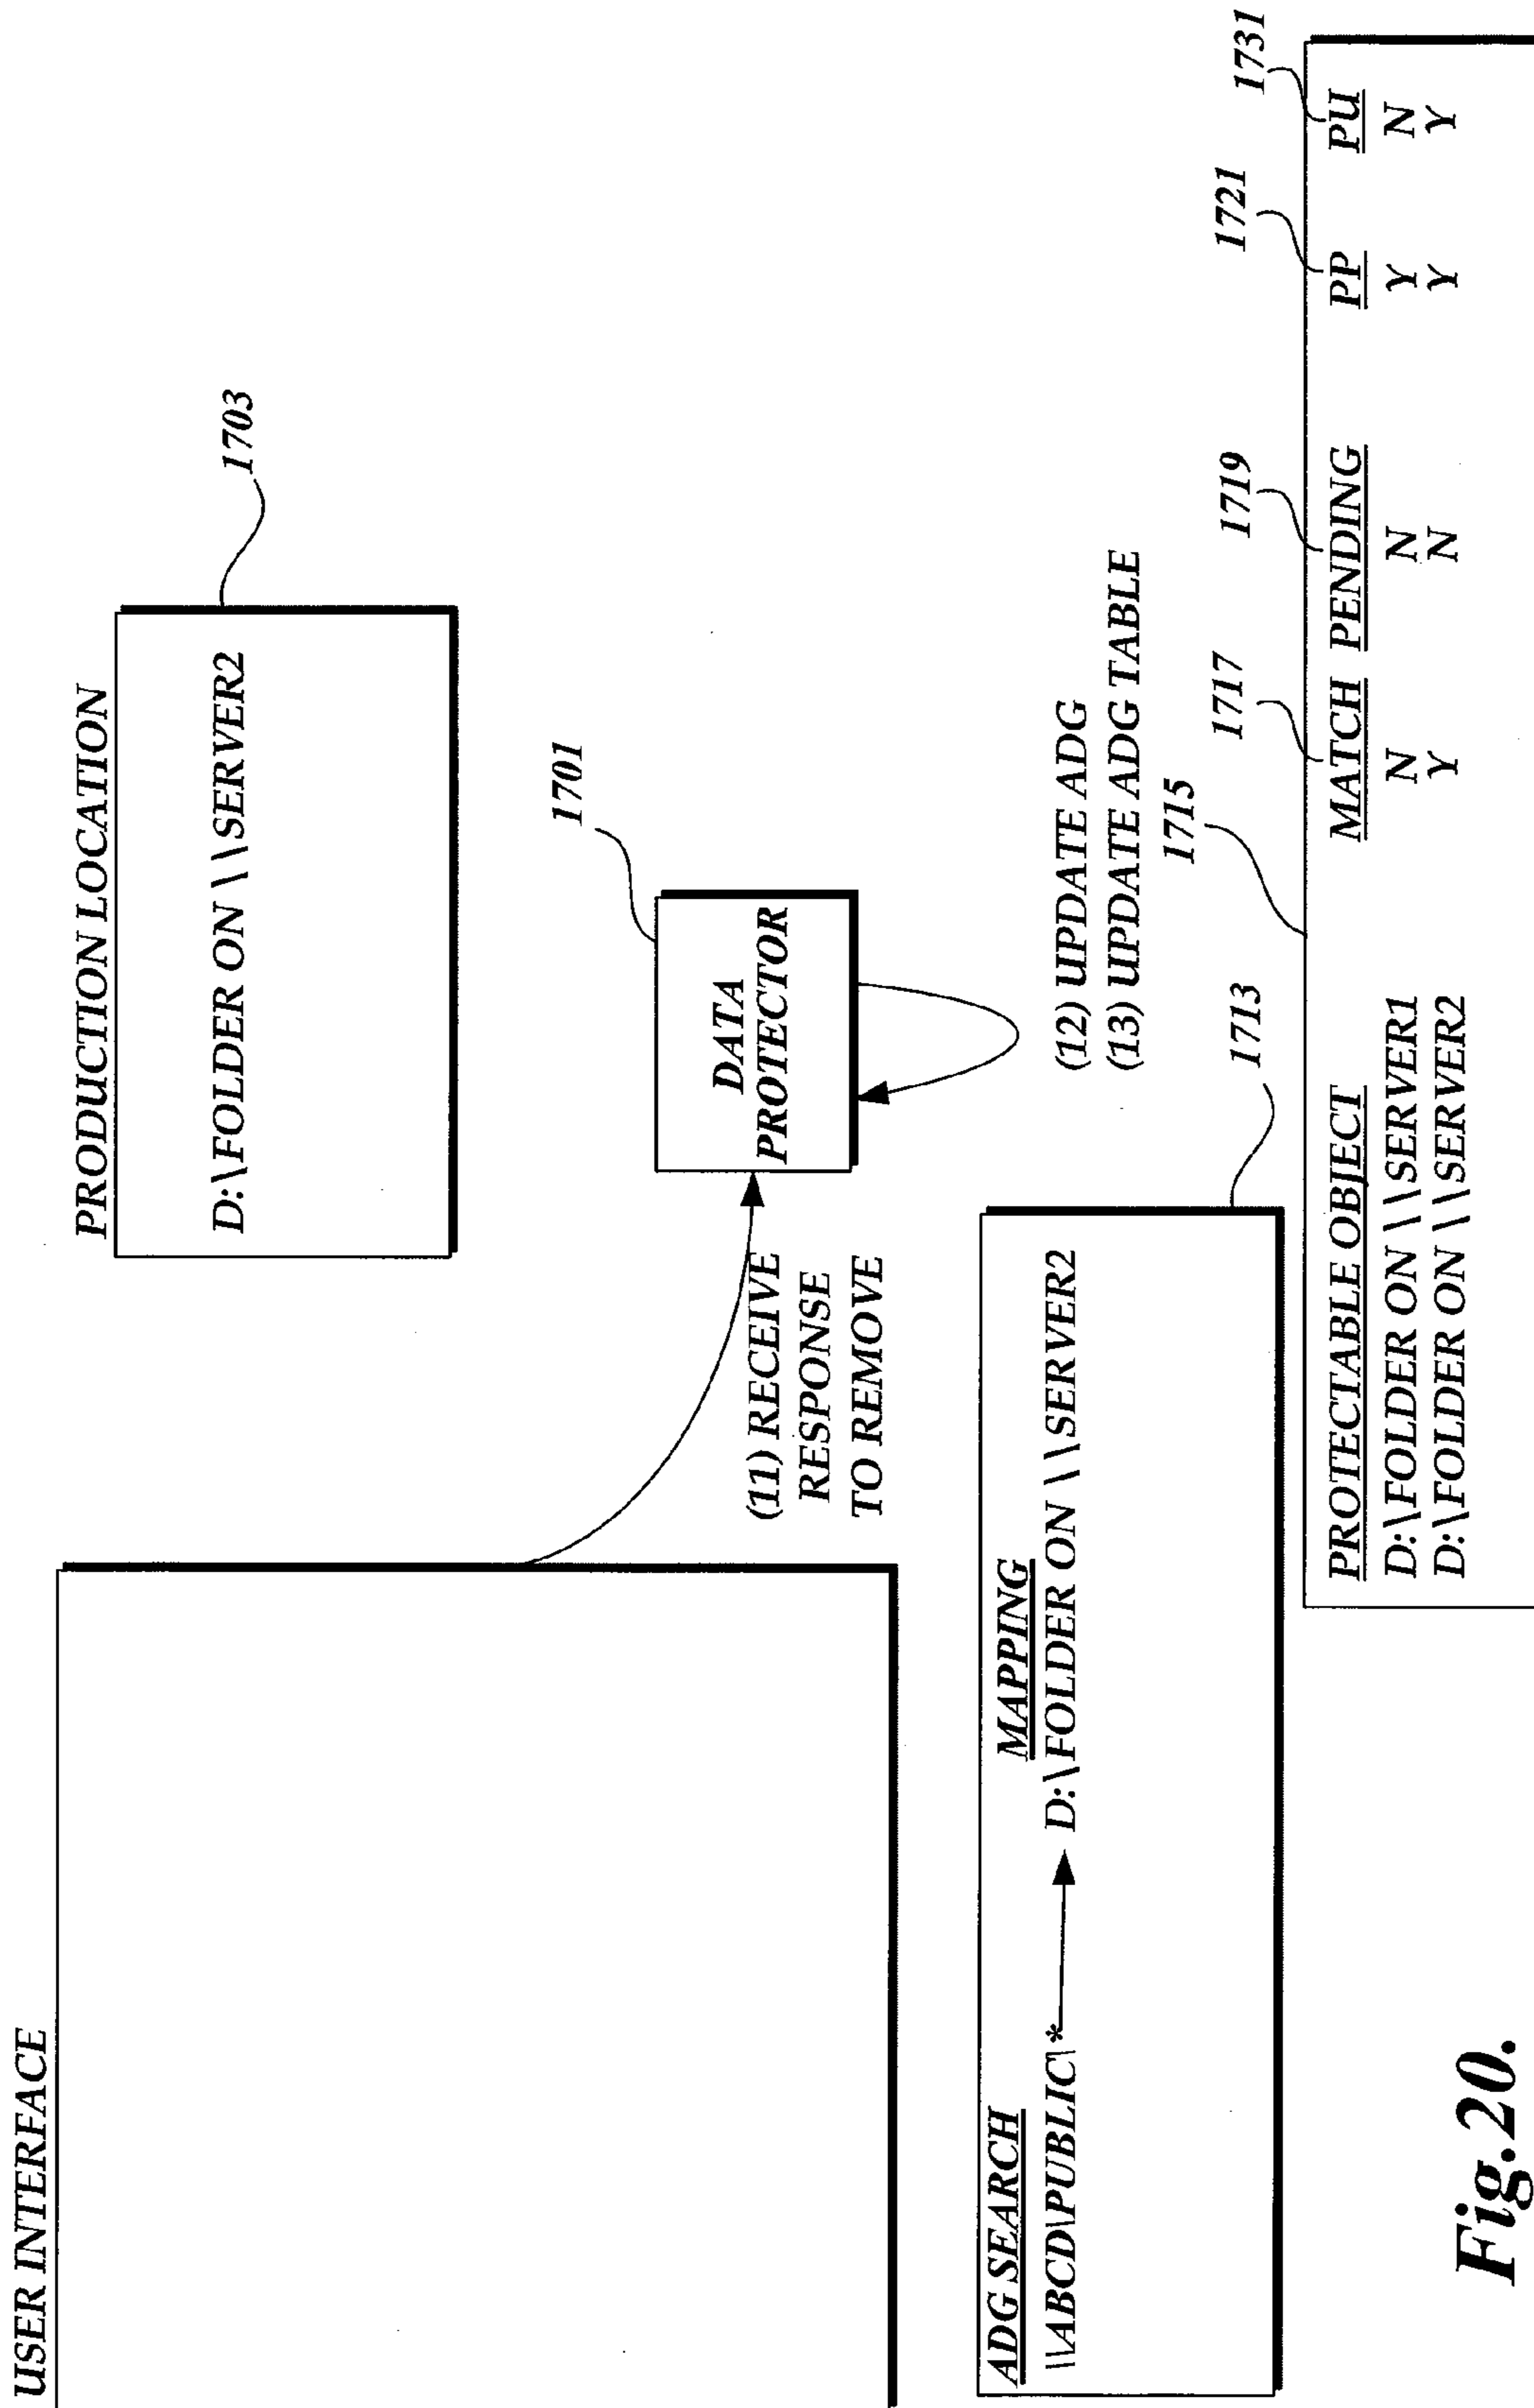 USER INTERFACE
PRODUCTION LOCATION
D:\FOLDER ON \\SERVER2
1703
(11) RECEIVE
RESPONSE
TO REMOVE
DATA
PROTECTOR
1701
(12) UPDATE ADG
(13) UPDATE ADG TABLE
ADG SEARCH
MAPPING
\\ABCD\PUBLIC\*
D:\FOLDER ON \\SERVER2
1713
1715
1717
1719
1721
1731
PROTECTABLE OBJECT MATCH PENDING PP PU
D:\FOLDER ON \\SERVER1 N N Y N
D:\FOLDER ON \\SERVER2 Y N Y Y
Fig.20.